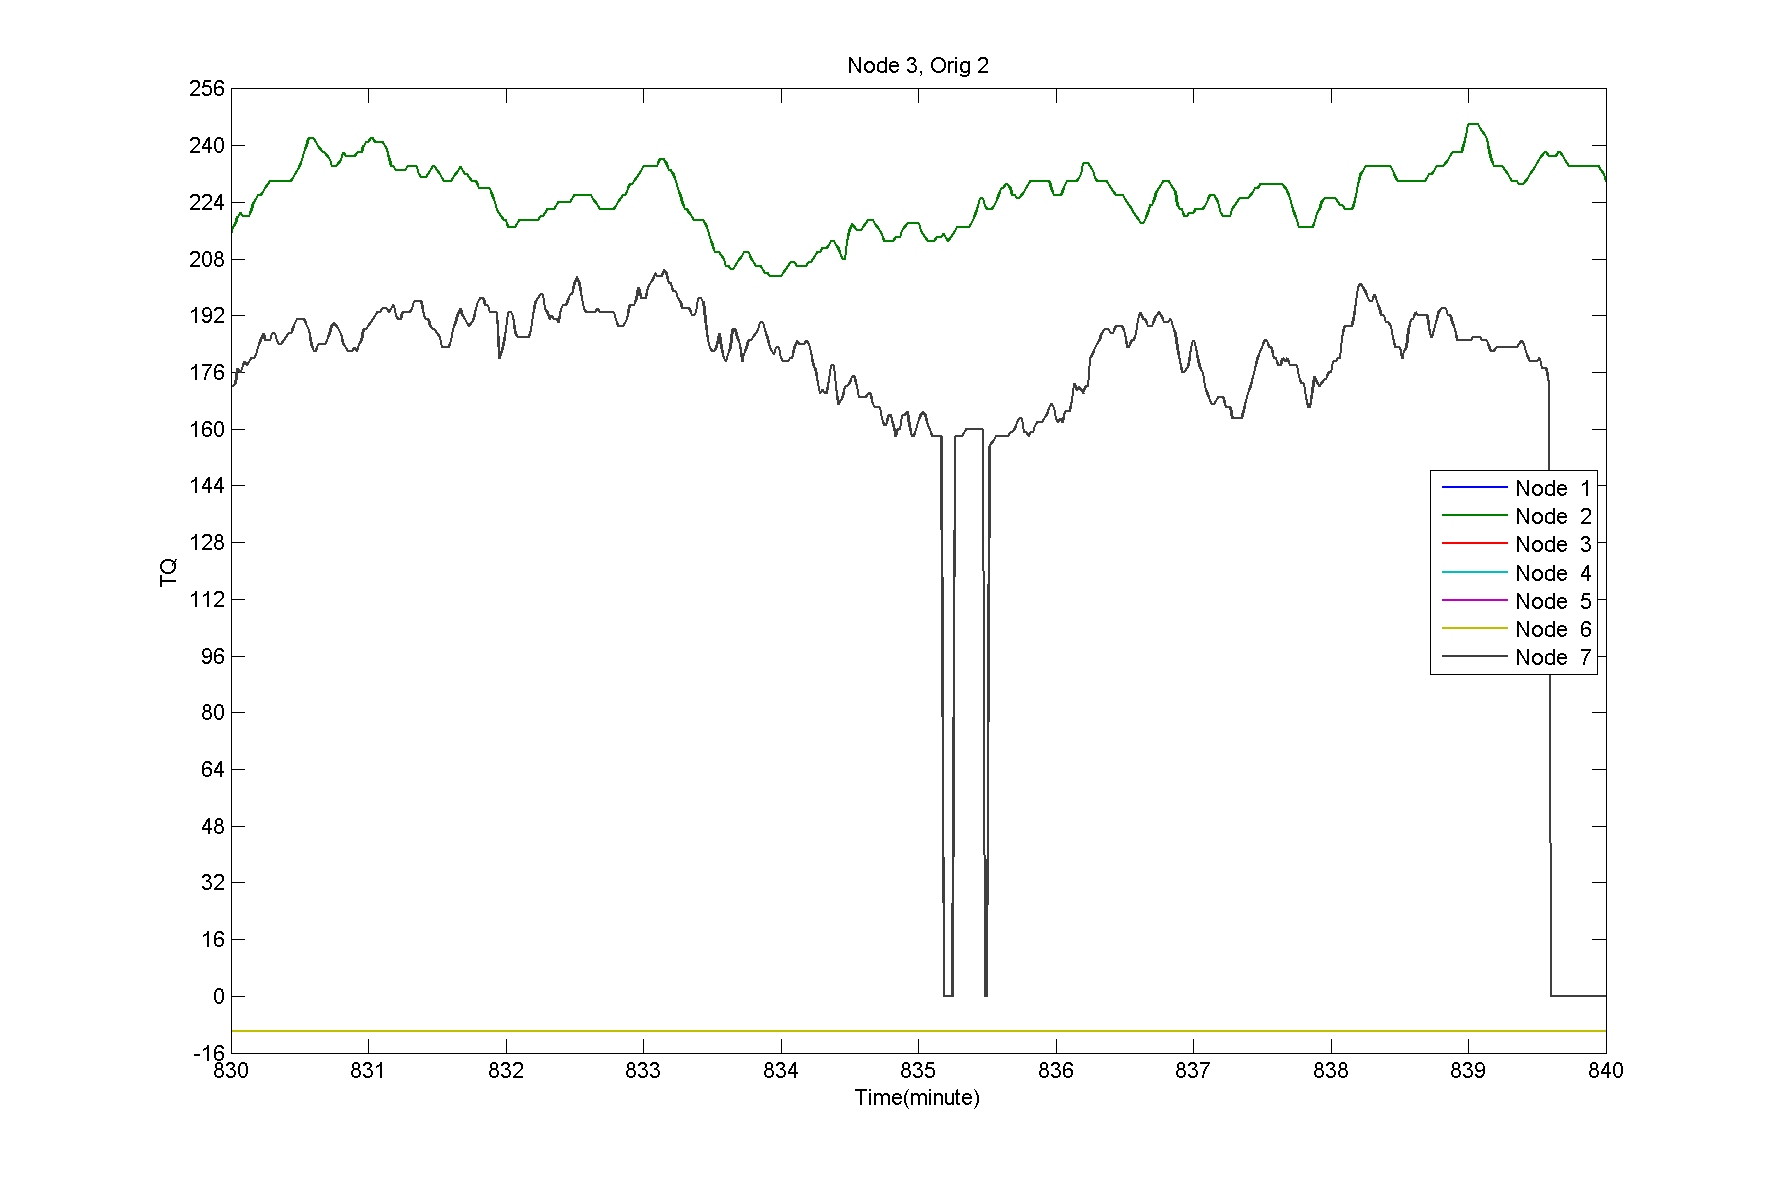 Node 3, Orig 2
256
240
224
208
192
176
160
144
128
112
96
80
64
48
32
16
0
-16
TQ
Node 1
Node 2
Node 3
Node 4
Node 5
Node 6
Node 7
830 831 832 833 834 835 836 837 838 839 840
Time(minute)